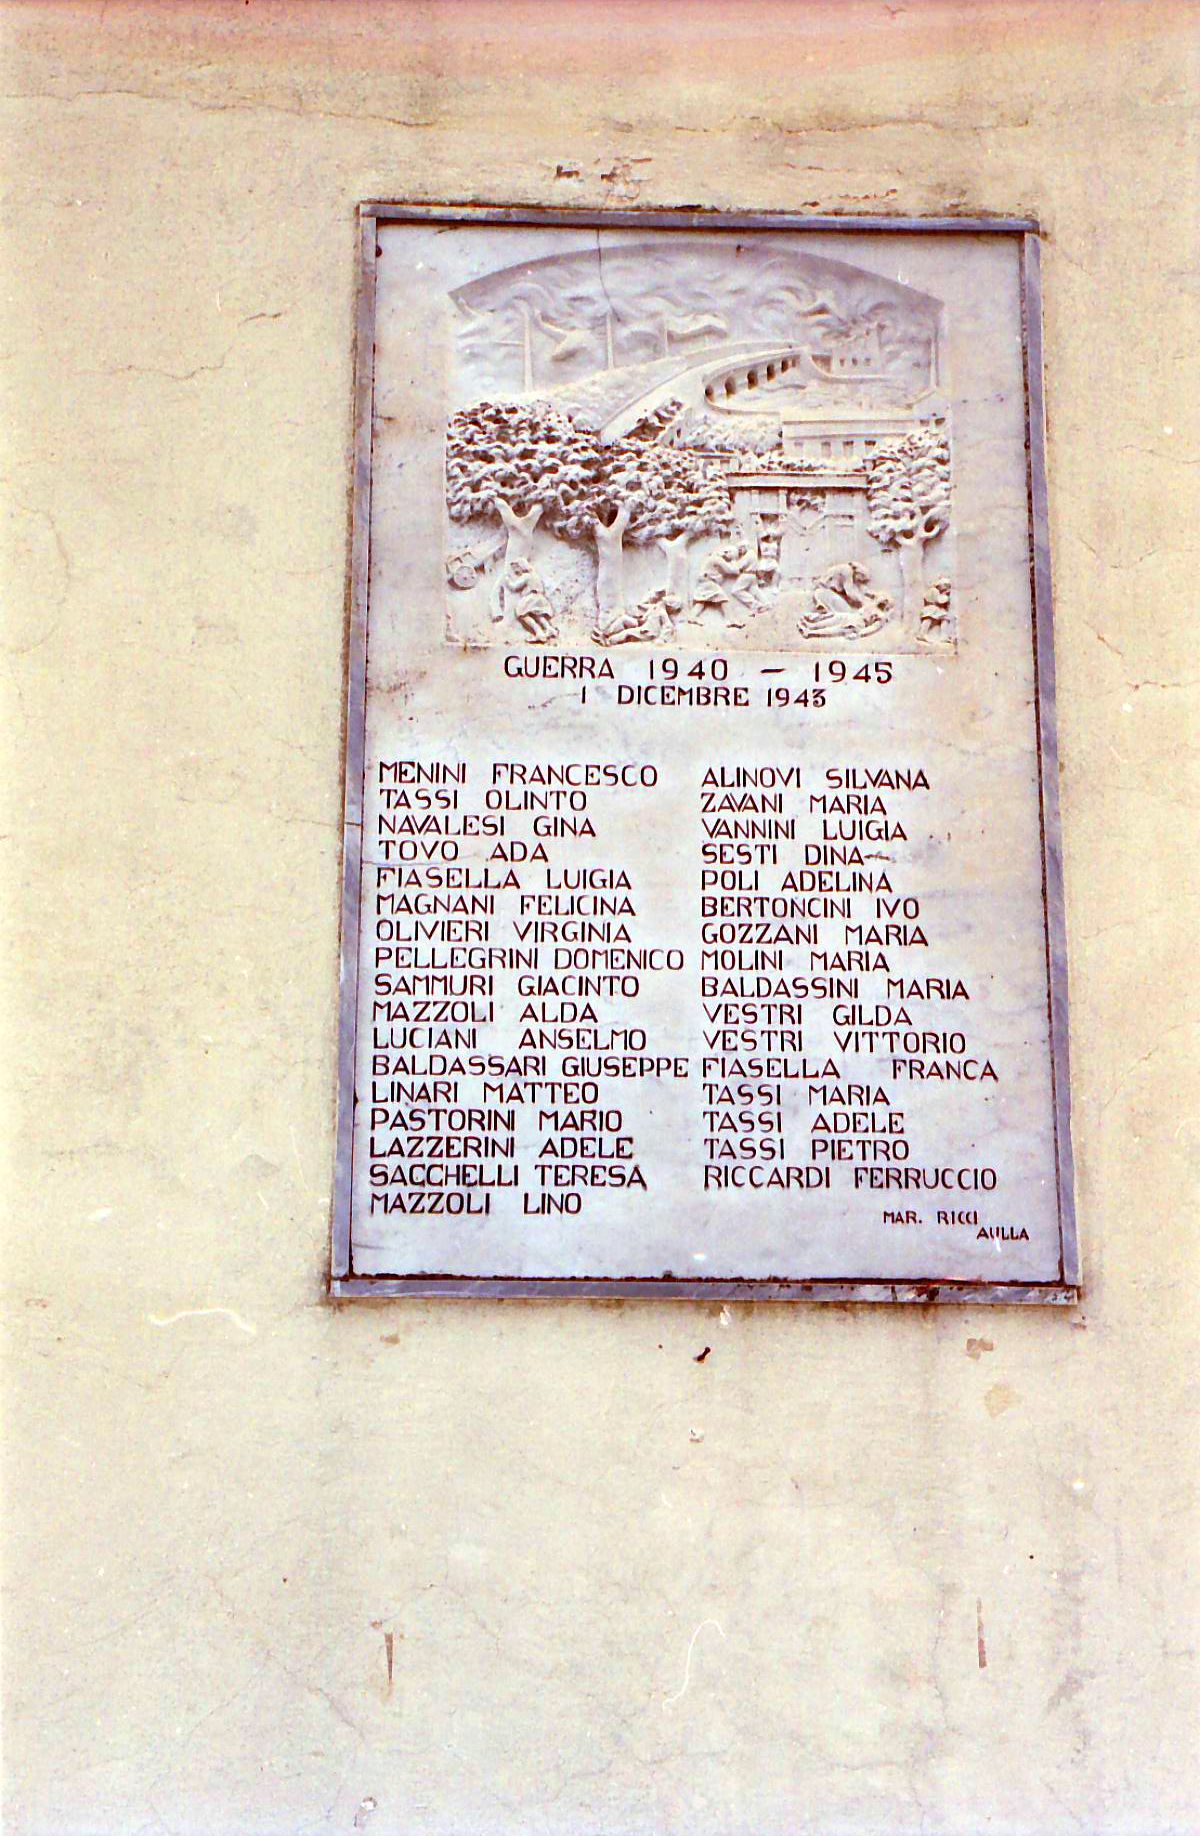 GUERRA 1940 – 1945
1 DICEMBRE 1943
MENINI FRANCESCO
TASSI OLINTO
NAVALESI GINA
TOVO ADA
FIASELLA LUIGIA
MAGNANI FELICINA
OLIVIERI VIRGINIA
PELLEGRINI DOMENICO
SAMMURI GIACINTO
MAZZOLI ALDA
LUCIANI ANSELMO
BALDASSARI GIUSEPPE
LINARI MATTEO
PASTORINI MARIO
LAZZERINI ADELE
SACCHELLI TERESA
MAZZOLI LINO
ALINOVI SILVANA
ZAVANI MARIA
VANNINI LUIGIA
SESTI DINA
POLI ADELINA
BERTONCINI IVO
GOZZANI MARIA
MOLINI MARIA
BALDASSINI MARIA
VESTRI GILDA
VESTRI VITTORIO
FIASELLA FRANCA
TASSI MARIA
TASSI ADELE
TASSI PIETRO
RICCARDI FERRUCCIO
MAR. RICCI
AULLA